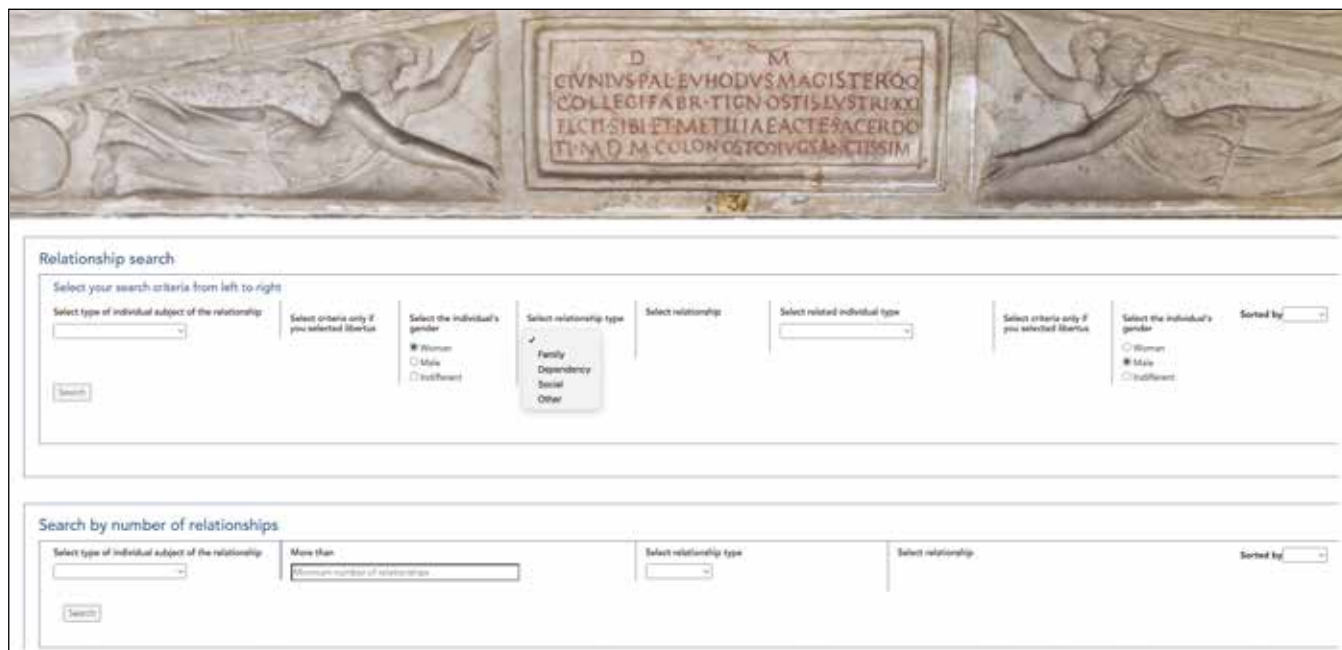 D M
C IVNIVS PAL EVHODVS MAGISTER QQ
COLLEGI FABR·TIGN OSTIS LVSTRI XXI
FECIT SIBI ET METILIAE ACTE SACERDO
TI·M D M COLON OST COIVG SANCTISSIM
Relationship search
Select your search criteria from left to right
Select type of individual subject of the relationship
Select criteria only if
you selected libertus
Select the individual's
gender
Woman
Male
Indifferent
Select relationship type
✓
Family
Dependency
Social
Other
Select relationship
Select related individual type
Select criteria only if
you selected libertus
Select the individual's
gender
Woman
Male
Indifferent
Sorted by
Search
Search by number of relationships
Select type of individual subject of the relationship
More than
Minimum number of relationships
Select relationship type
Select relationship
Sorted by
Search